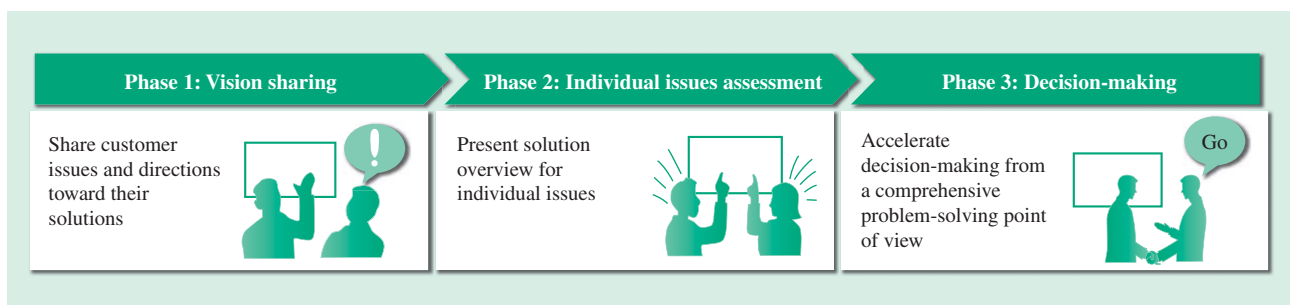 Phase 1: Vision sharing
Share customer
issues and directions
toward their
solutions
!
Phase 2: Individual issues assessment
Present solution
overview for
individual issues
Phase 3: Decision-making
Accelerate
decision-making from
a comprehensive
problem-solving point
of view
Go